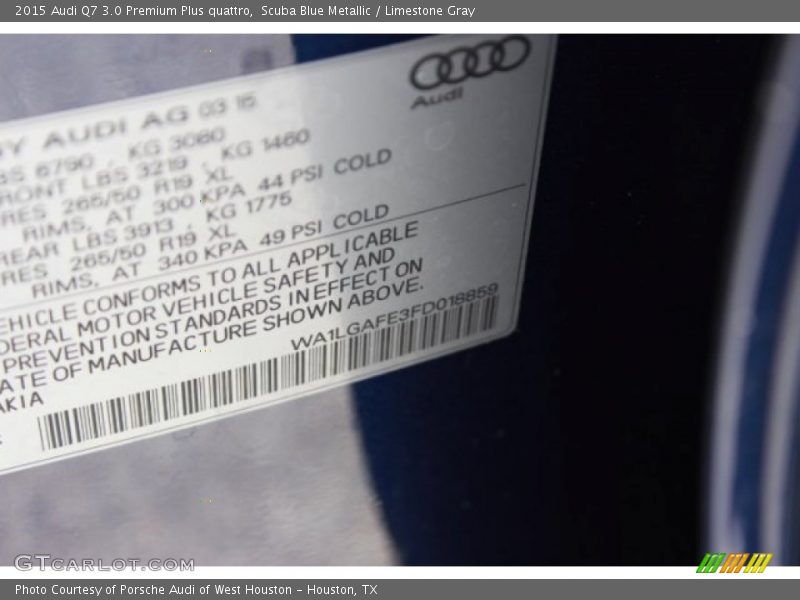 2015 Audi Q7 3.0 Premium Plus quattro, Scuba Blue Metallic / Limestone Gray
Audi
BY AUDI AG 03 15
LBS 6790 . KG 3080
FRONT LBS 3219 . KG 1460
RES 265/50 R19 XL
RIMS, AT 300 KPA 44 PSI COLD
REAR LBS 3913 . KG 1775
RES 265/50 R19 XL
RIMS, AT 340 KPA 49 PSI COLD
EHICLE CONFORMS TO ALL APPLICABLE
DERAL MOTOR VEHICLE SAFETY AND
PREVENTION STANDARDS IN EFFECT ON
ATE OF MANUFACTURE SHOWN ABOVE.
WA1LGAFE3FD018859
AKIA
GTCARLOT.COM
Photo Courtesy of Porsche Audi of West Houston - Houston, TX